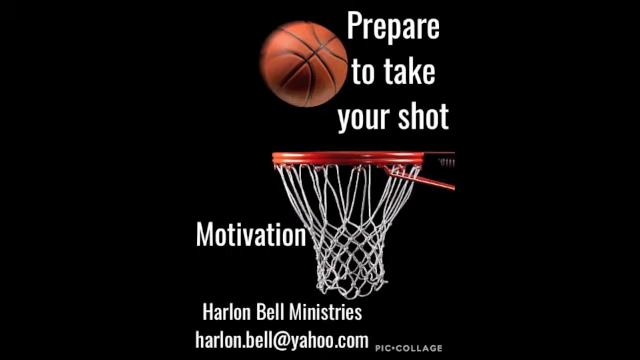 Prepare
to take
your shot
Motivation
Harlon Bell Ministries
harlon.bell@yahoo.com
PIC•COLLAGE